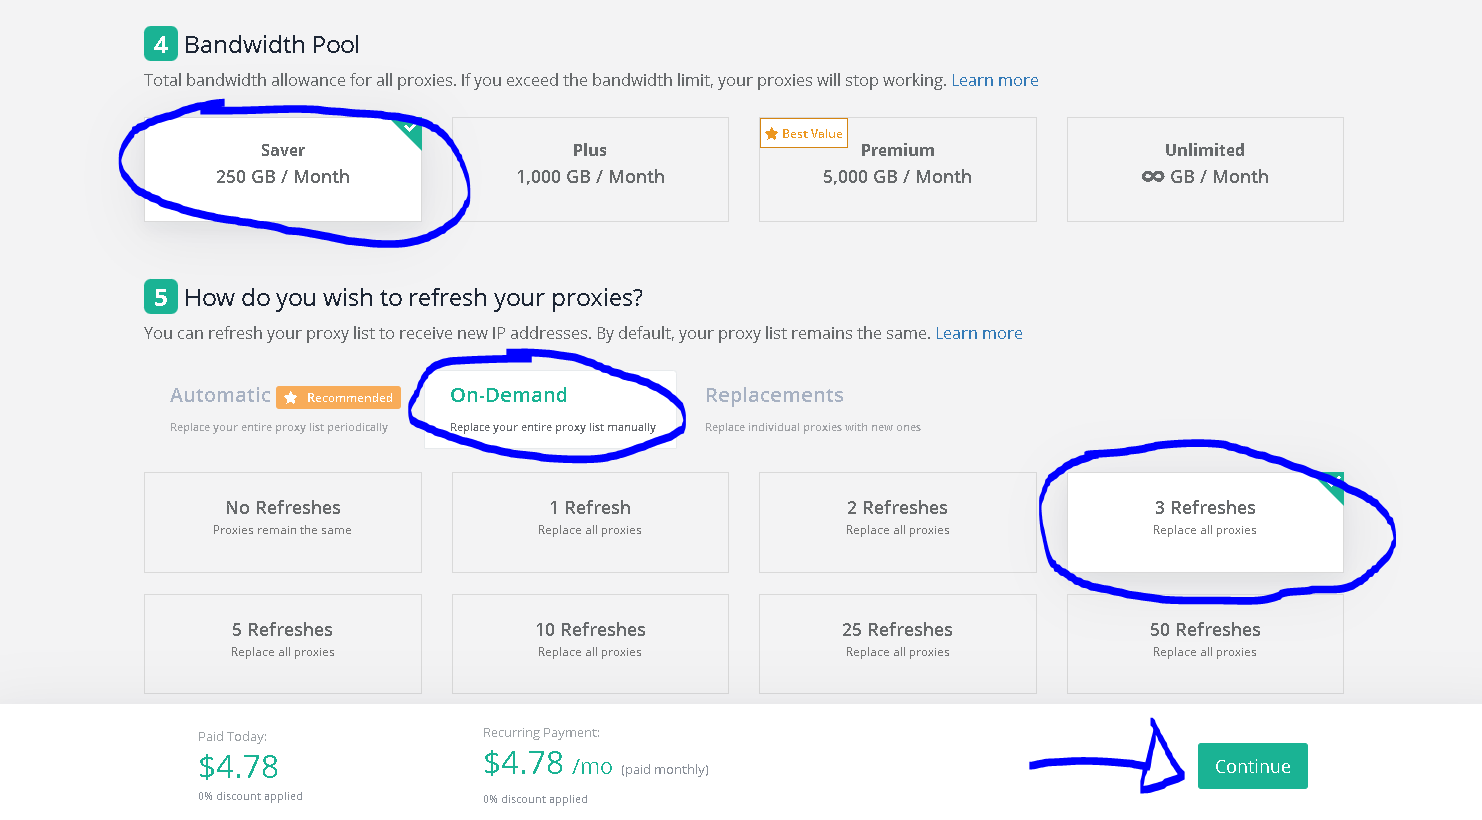 4 Bandwidth Pool
Total bandwidth allowance for all proxies. If you exceed the bandwidth limit, your proxies will stop working. Learn more
Saver
250 GB / Month
Plus
1,000 GB / Month
Best Value
Premium
5,000 GB / Month
Unlimited
∞ GB / Month
5 How do you wish to refresh your proxies?
You can refresh your proxy list to receive new IP addresses. By default, your proxy list remains the same. Learn more
Automatic Recommended
Replace your entire proxy list periodically
On-Demand
Replace your entire proxy list manually
Replacements
Replace individual proxies with new ones
No Refreshes
Proxies remain the same
1 Refresh
Replace all proxies
2 Refreshes
Replace all proxies
3 Refreshes
Replace all proxies
5 Refreshes
Replace all proxies
10 Refreshes
Replace all proxies
25 Refreshes
Replace all proxies
50 Refreshes
Replace all proxies
Paid Today:
$4.78
0% discount applied
Recurring Payment:
$4.78 /mo (paid monthly)
0% discount applied
Continue